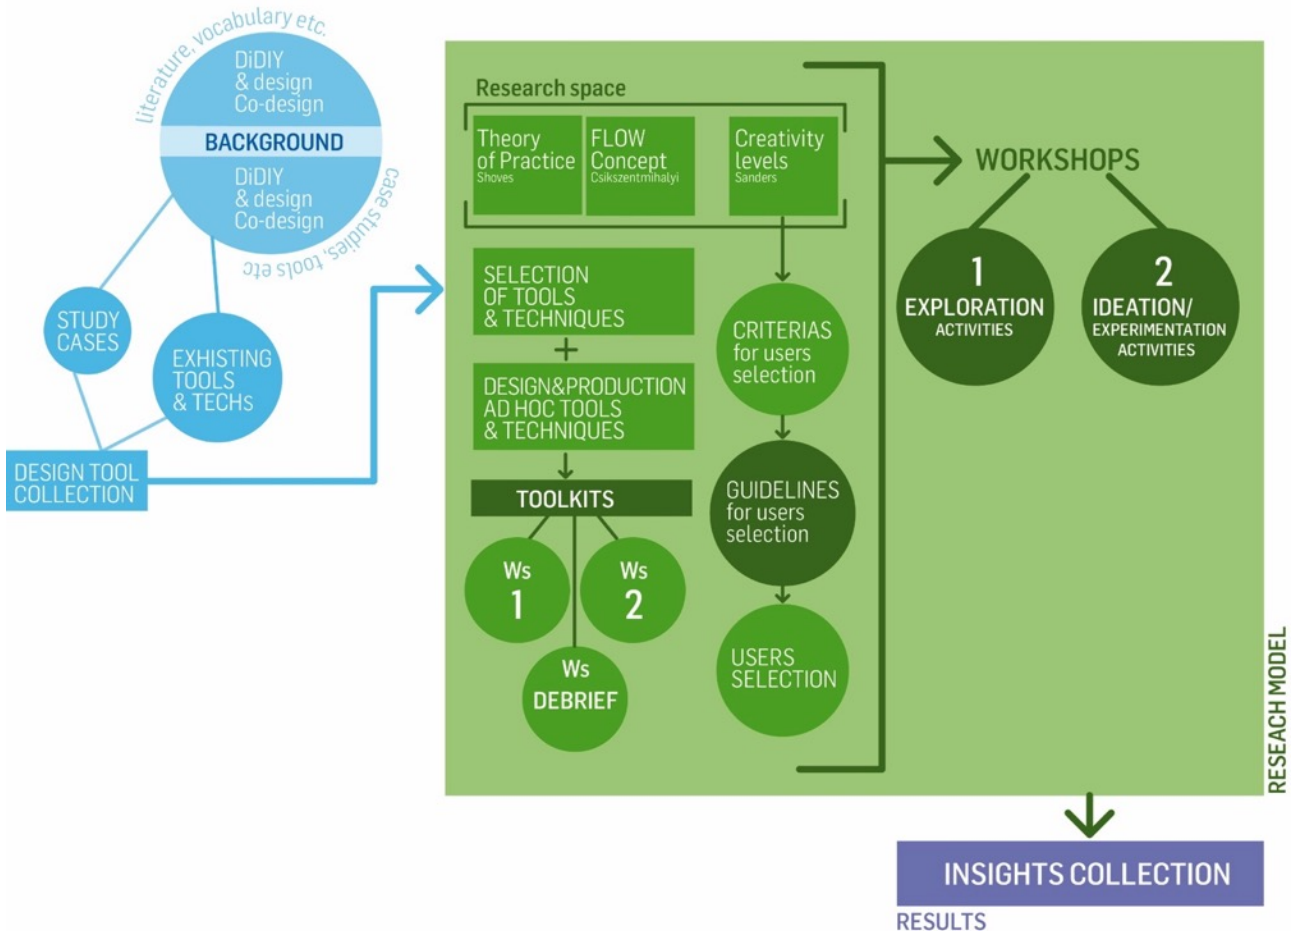 literature, vocabulary etc.
DiDIY
& design
Co-design
BACKGROUND
DiDIY
& design
Co-design
case studies, tools etc
STUDY
CASES
EXHISTING
TOOLS
& TECHs
DESIGN TOOL
COLLECTION
Research space
Theory
of Practice
Shoves
FLOW
Concept
Csikszentmihalyi
Creativity
levels
Sanders
SELECTION
OF TOOLS
& TECHNIQUES
+
DESIGN&PRODUCTION
AD HOC TOOLS
& TECHNIQUES
TOOLKITS
Ws
1
Ws
2
Ws
DEBRIEF
CRITERIAS
for users
selection
GUIDELINES
for users
selection
USERS
SELECTION
WORKSHOPS
1
EXPLORATION
ACTIVITIES
2
IDEATION/
EXPERIMENTATION
ACTIVITIES
RESEACH MODEL
INSIGHTS COLLECTION
RESULTS